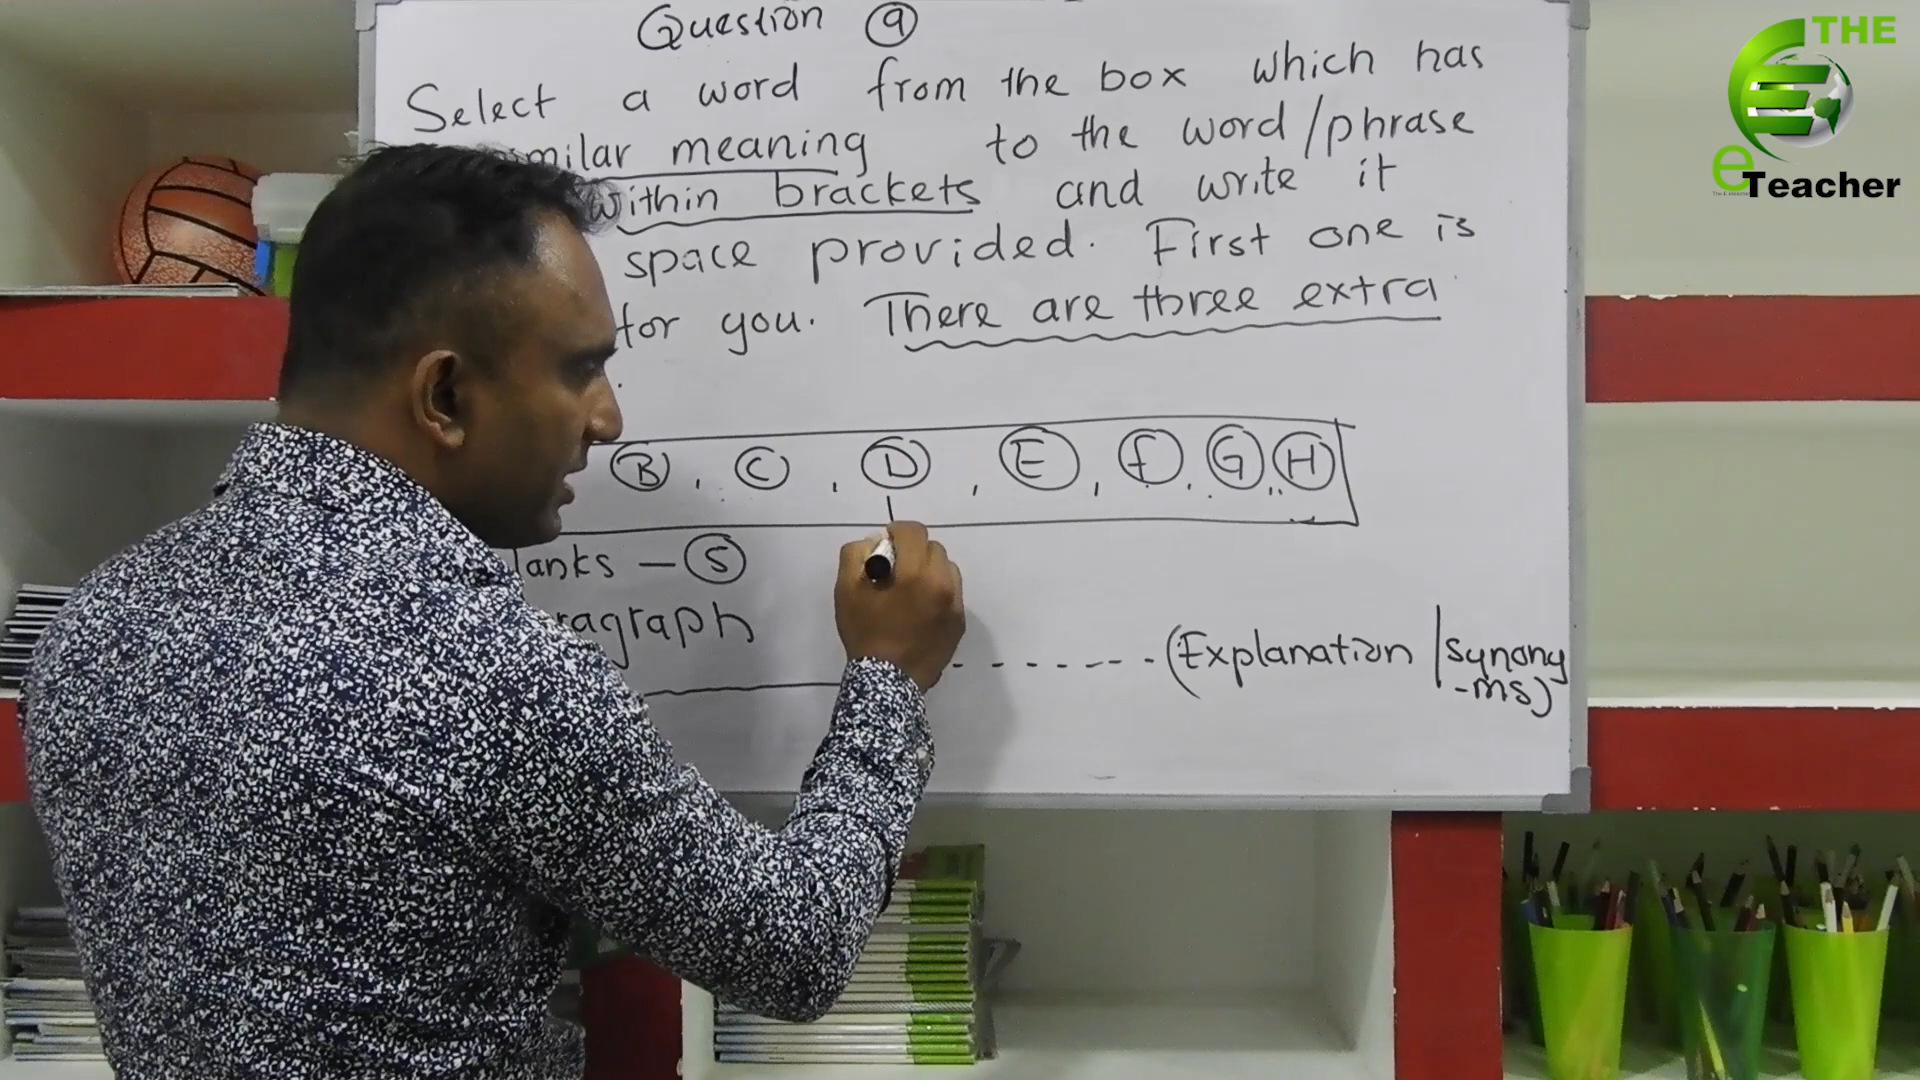 Question 9
Select a word from the box which has
milar meaning to the word/phrase
within brackets and write it
space provided. First one is
for you. There are three extra
B, C, D, E, F, G, H
lanks - 5
ragraph
(Explanation / Synony
-ms)
THE
e Teacher